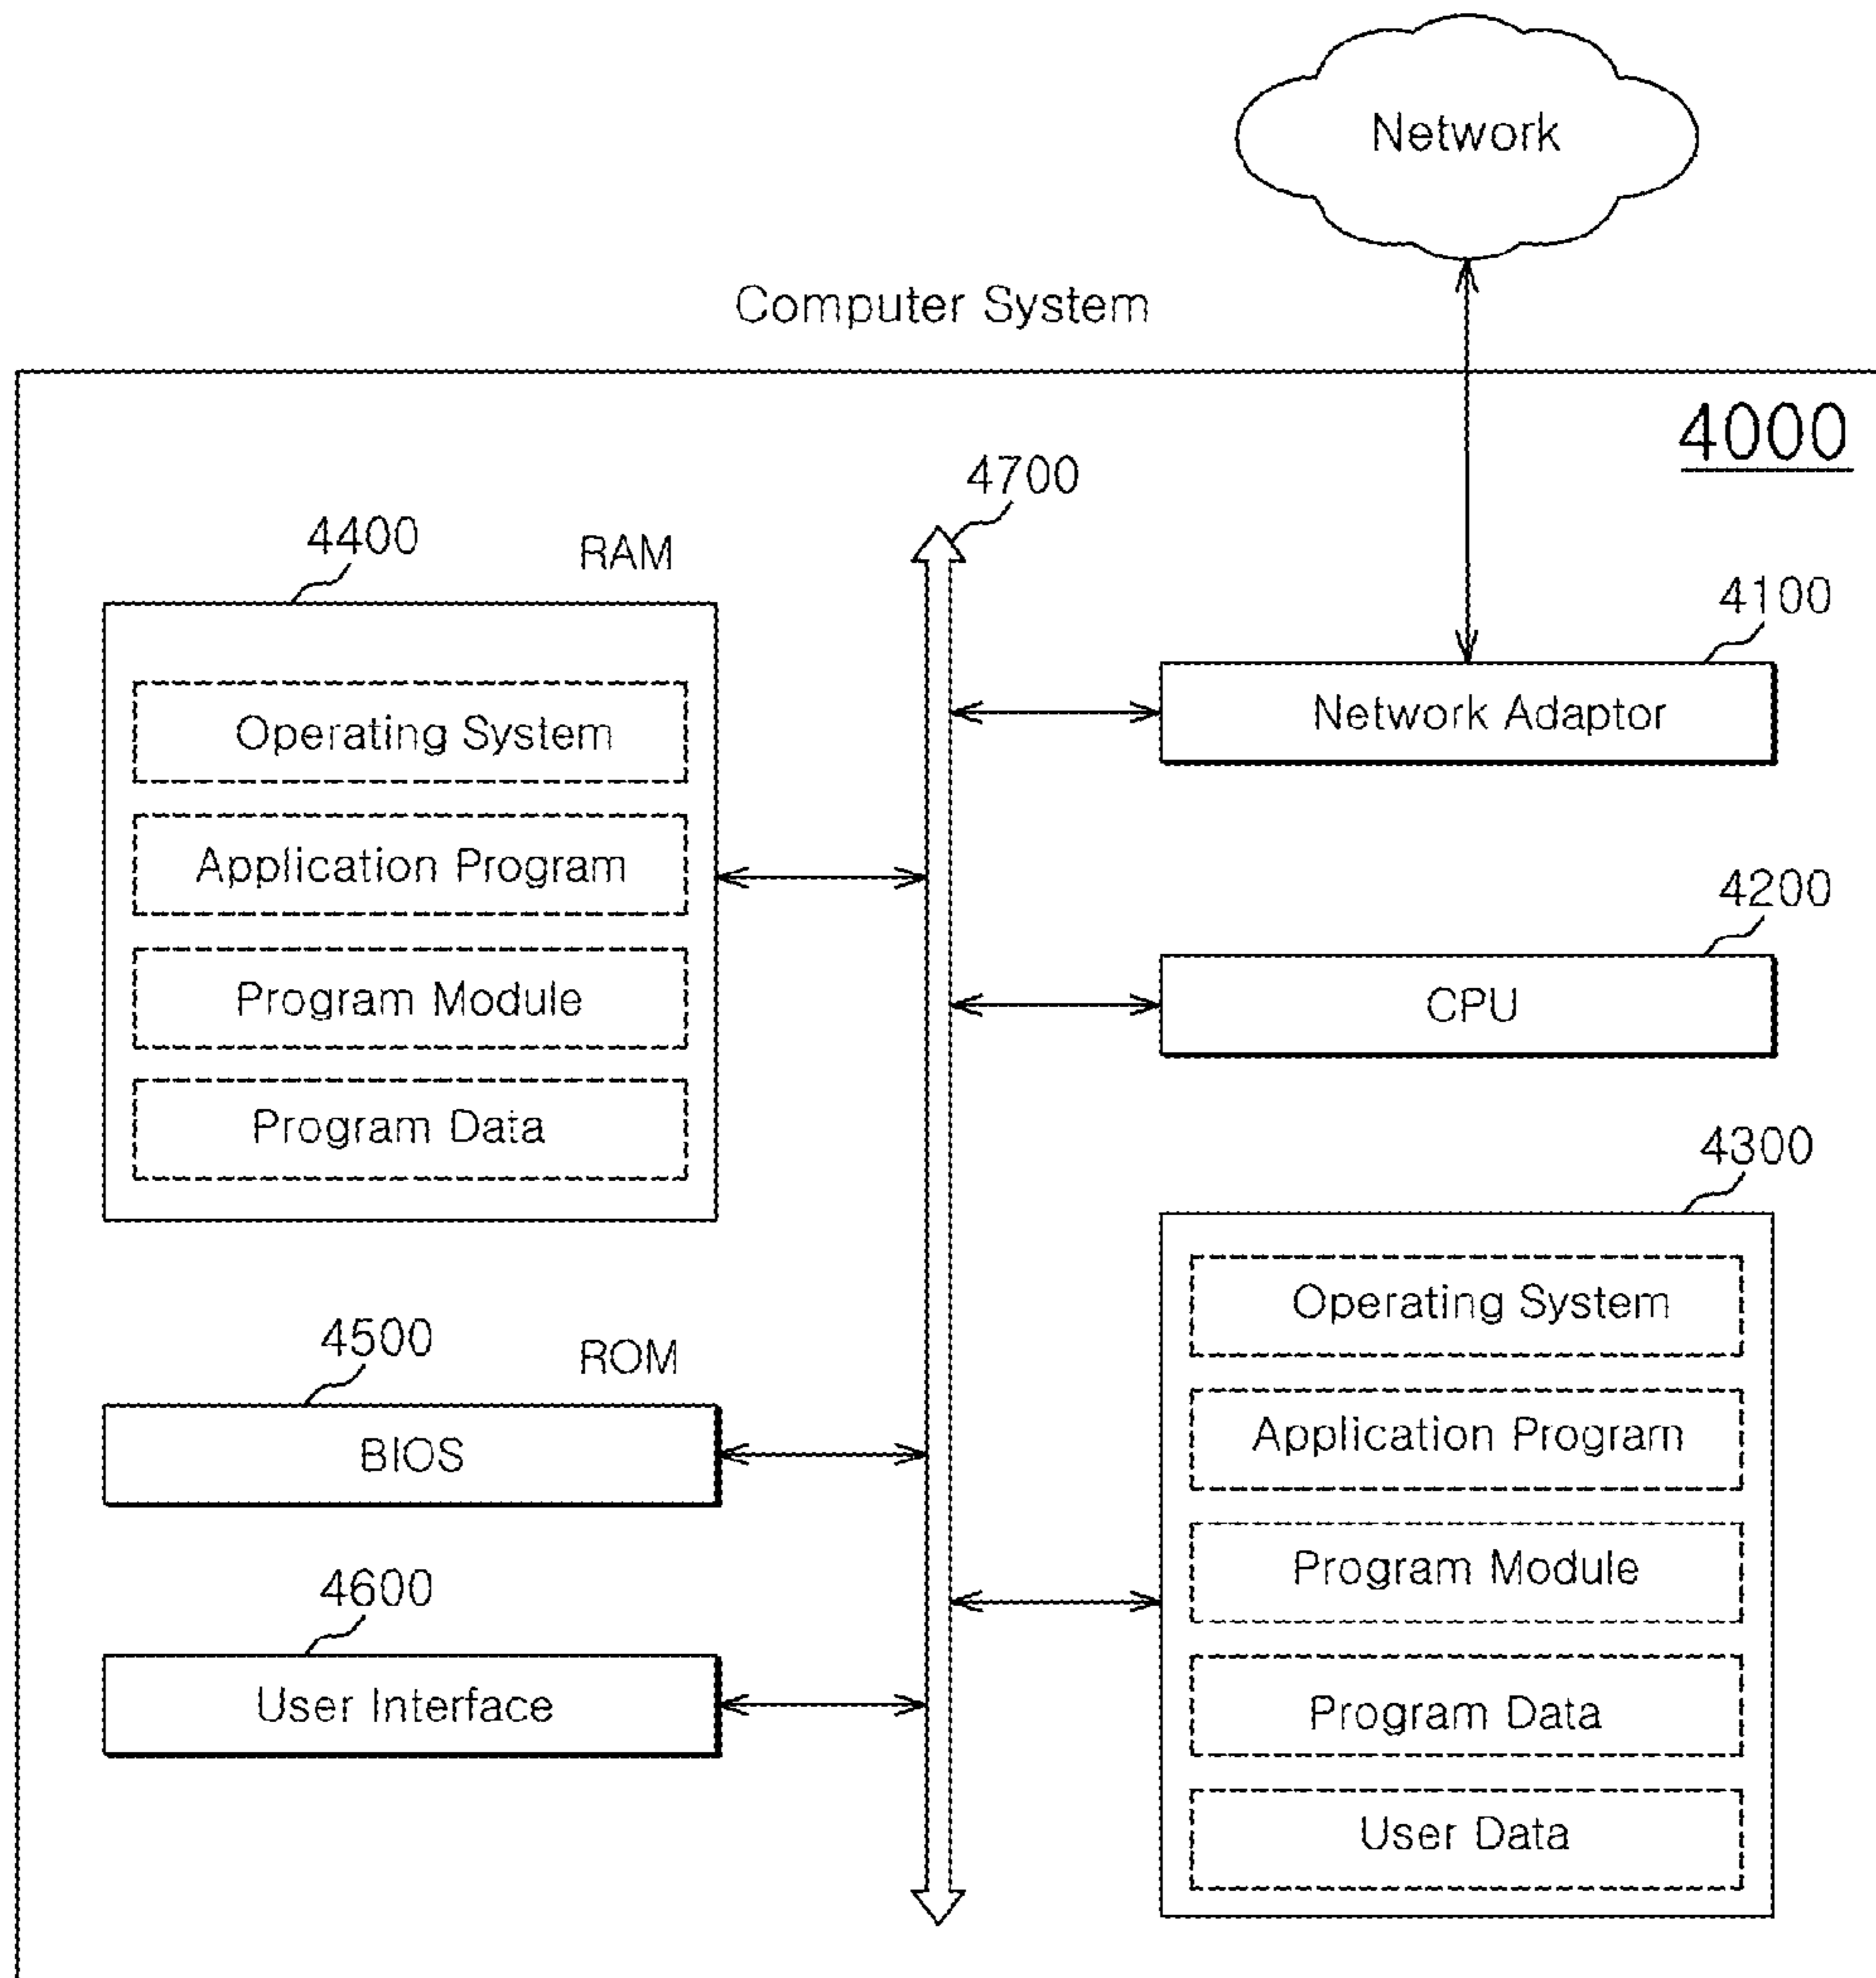 Network
Computer System
4000
4700
4400
RAM
4100
Operating System
Network Adaptor
Application Program
4200
Program Module
CPU
Program Data
4300
Operating System
4500
ROM
Application Program
BIOS
Program Module
4600
User Interface
Program Data
User Data